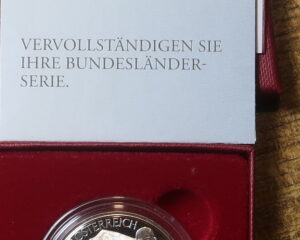 VERVOLLSTÄNDIGEN SIE
IHRE BUNDESLÄNDER-
SERIE.
ÖSTERREICH